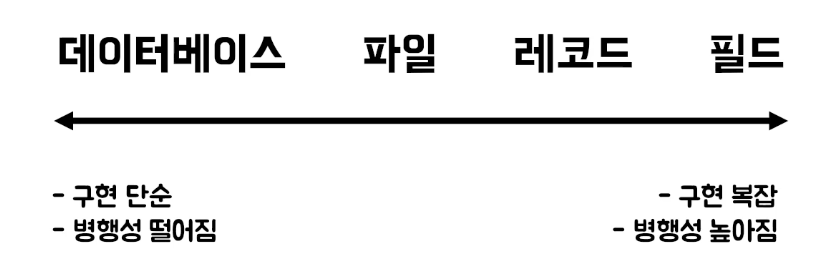 데이터베이스 파일 레코드 필드
- 구현 단순 - 구현 복잡
- 병행성 떨어짐 - 병행성 높아짐